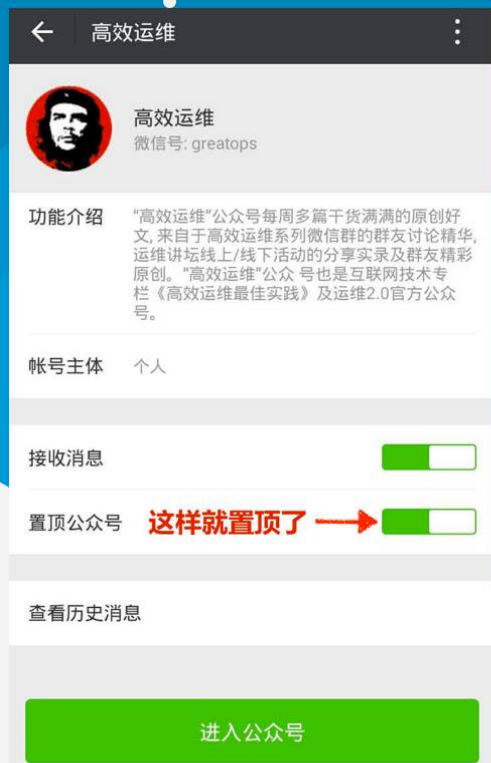 高效运维
高效运维
微信号: greatops
功能介绍
“高效运维”公众号每周多篇干货满满的原创好
文, 来自于高效运维系列微信群的群友讨论精华,
运维讲坛线上/线下活动的分享实录及群友精彩
原创。“高效运维”公众 号也是互联网技术专
栏《高效运维最佳实践》及运维2.0官方公众
号。
帐号主体 个人
接收消息
置顶公众号 这样就置顶了
查看历史消息
进入公众号